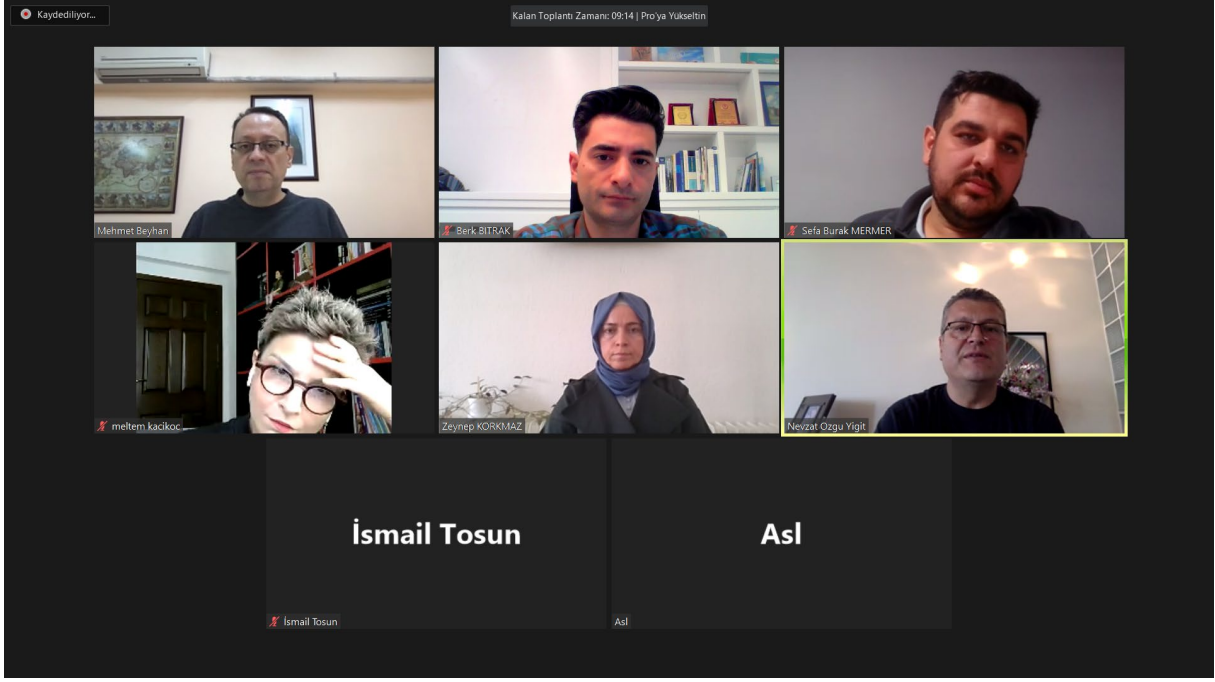 Kaydediliyor...
Kalan Toplantı Zamanı: 09:14 | Pro'ya Yükseltin
Mehmet Beyhan
Berk BITRAK
Sefa Burak MERMER
meltem kacikoc
Zeynep KORKMAZ
Nevzat Ozgu Yigit
İsmail Tosun
Asl
İsmail Tosun
Asl